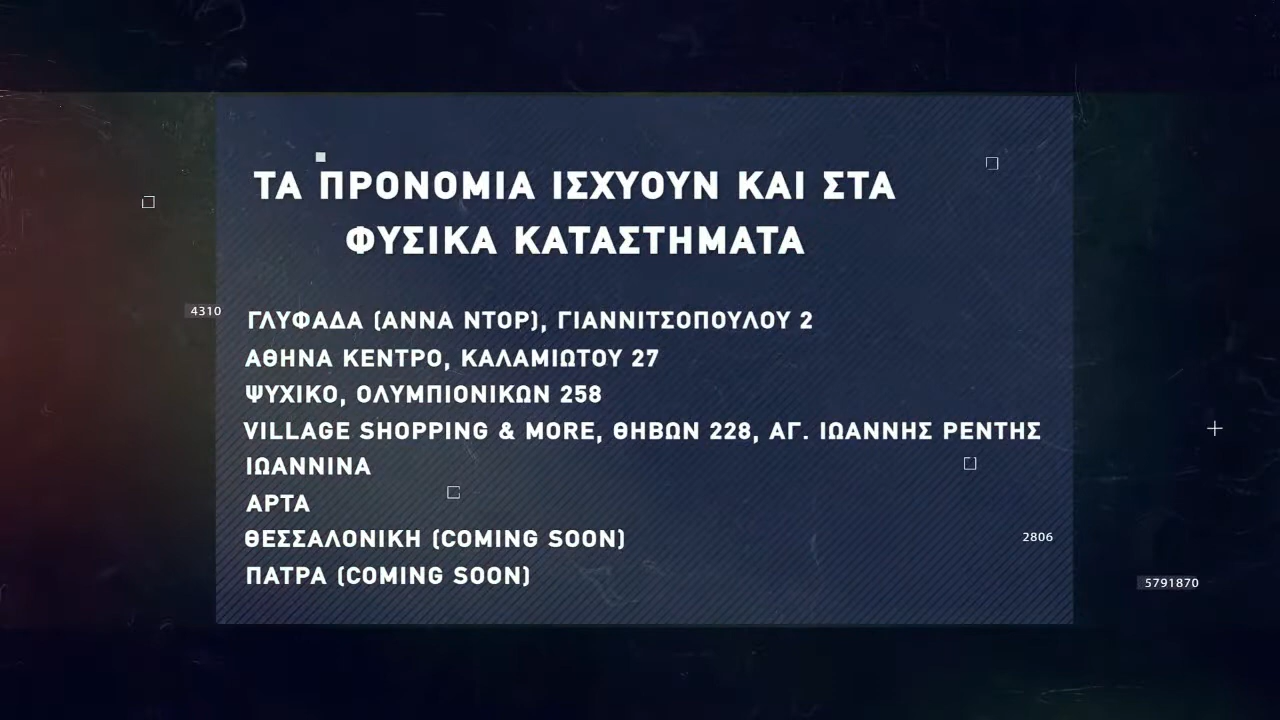 ΤΑ ΠΡΟΝΟΜΙΑ ΙΣΧΥΟΥΝ ΚΑΙ ΣΤΑ
ΦΥΣΙΚΑ ΚΑΤΑΣΤΗΜΑΤΑ
4310
ΓΛΥΦΑΔΑ (ΑΝΝΑ ΝΤΟΡ), ΓΙΑΝΝΙΤΣΟΠΟΥΛΟΥ 2
ΑΘΗΝΑ ΚΕΝΤΡΟ, ΚΑΛΑΜΙΩΤΟΥ 27
ΨΥΧΙΚΟ, ΟΛΥΜΠΙΟΝΙΚΩΝ 258
VILLAGE SHOPPING & MORE, ΘΗΒΩΝ 228, ΑΓ. ΙΩΑΝΝΗΣ ΡΕΝΤΗΣ
ΙΩΑΝΝΙΝΑ
ΑΡΤΑ
ΘΕΣΣΑΛΟΝΙΚΗ (COMING SOON)
2806
ΠΑΤΡΑ (COMING SOON)
5791870